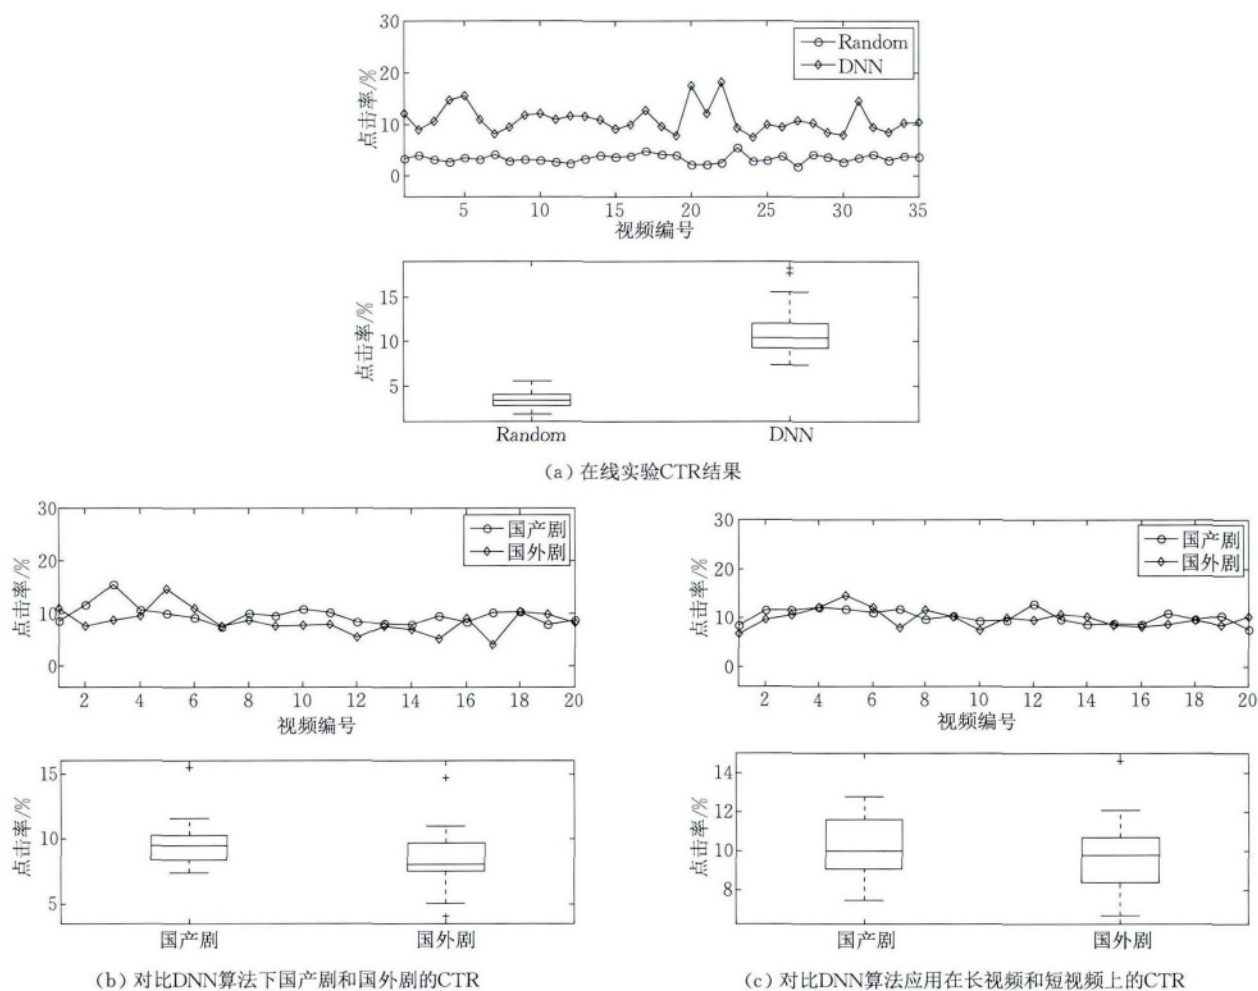 30
20
10
0
点击率/%
Random
DNN
5 10 15 20 25 30 35
视频编号
15
10
5
点击率/%
Random DNN
(a) 在线实验CTR结果
30
20
10
0
点击率/%
国产剧
国外剧
2 4 6 8 10 12 14 16 18 20
视频编号
15
10
5
点击率/%
国产剧 国外剧
(b) 对比DNN算法下国产剧和国外剧的CTR
30
20
10
0
点击率/%
国产剧
国外剧
2 4 6 8 10 12 14 16 18 20
视频编号
14
12
10
8
点击率/%
国产剧 国外剧
(c) 对比DNN算法应用在长视频和短视频上的CTR